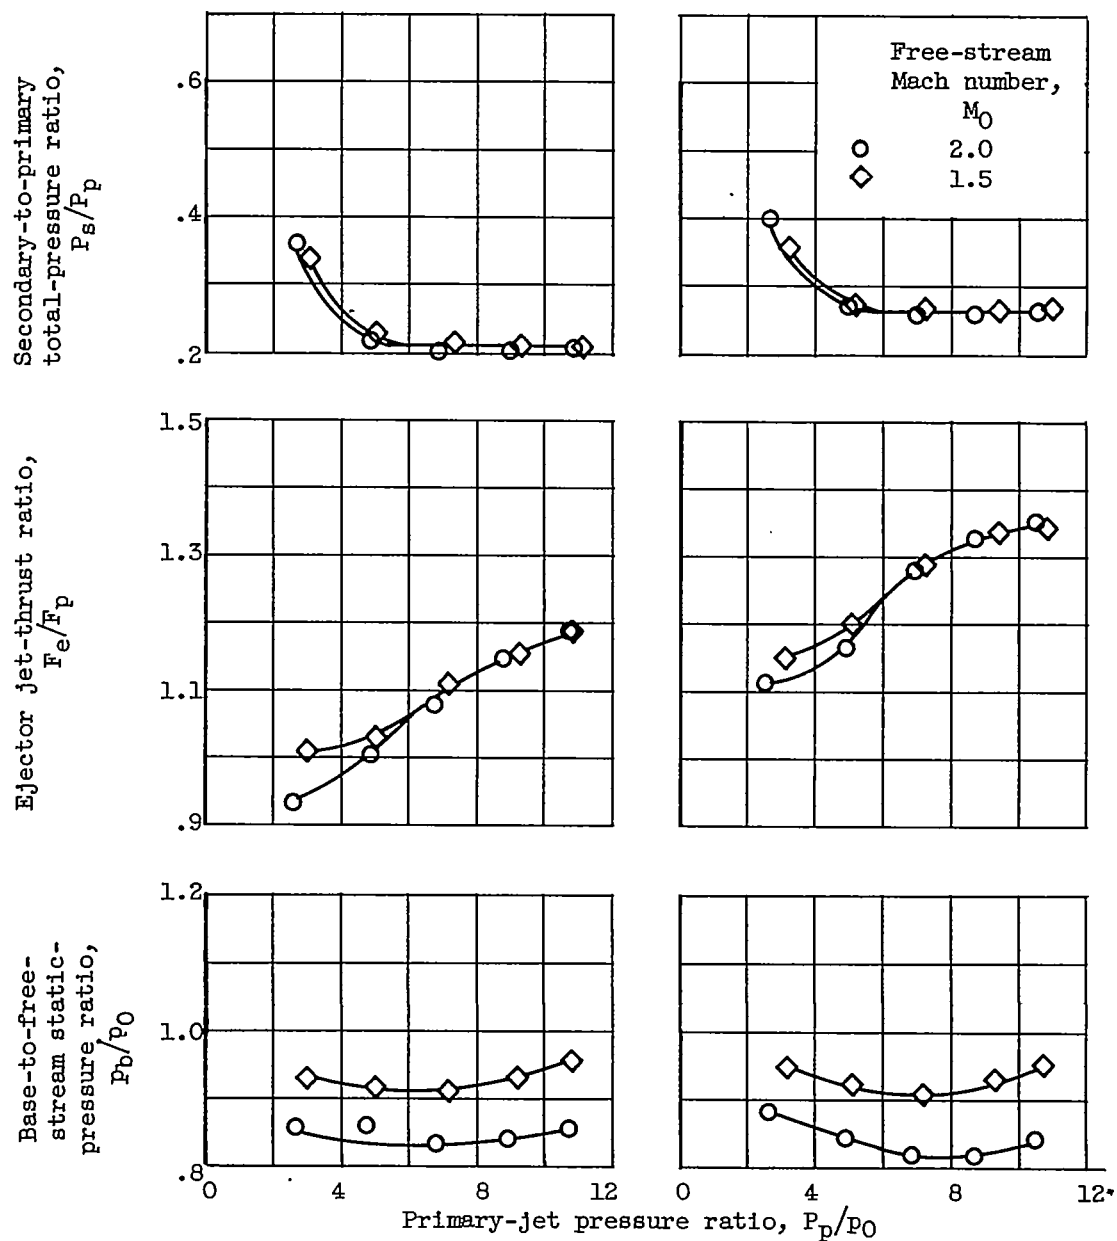 Secondary-to-primary
total-pressure ratio,
Ps/Pp
.6
.4
.2
Free-stream
Mach number,
M0
2.0
1.5
Ejector jet-thrust ratio,
Fe/Fp
1.5
1.3
1.1
.9
Base-to-free-
stream static-
pressure ratio,
pb/p0
1.2
1.0
.8
0 4 8 12
0 4 8 12
Primary-jet pressure ratio, Pp/p0